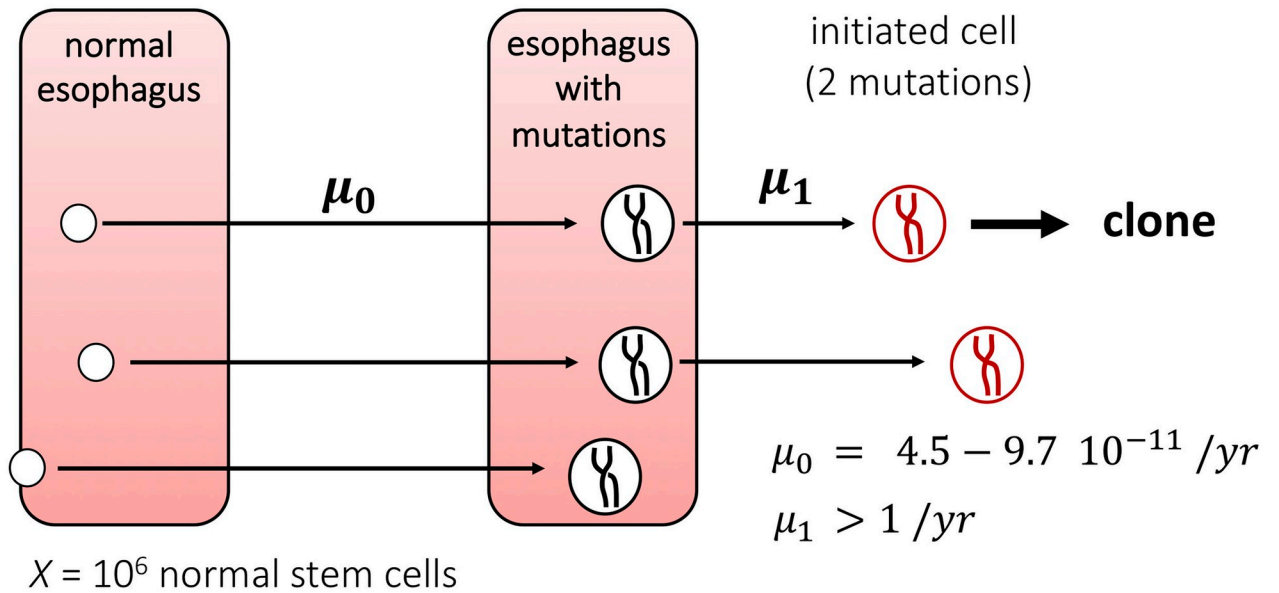 normal
esophagus
esophagus
with
mutations
initiated cell
(2 mutations)
μ₀
μ₁
clone
μ₀ = 4.5 – 9.7 10⁻¹¹ /yr
μ₁ > 1 /yr
X = 10⁶ normal stem cells